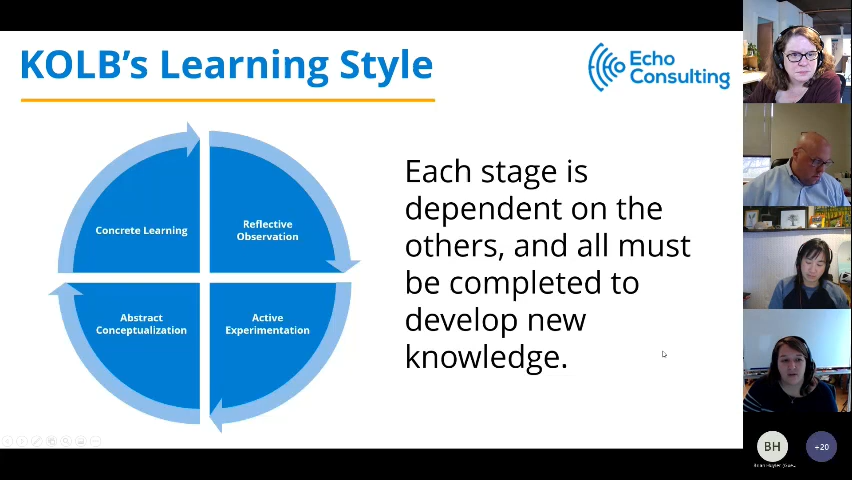 KOLB's Learning Style
Echo
Consulting
Concrete Learning
Reflective
Observation
Abstract
Conceptualization
Active
Experimentation
Each stage is
dependent on the
others, and all must
be completed to
develop new
knowledge.
BH
+20